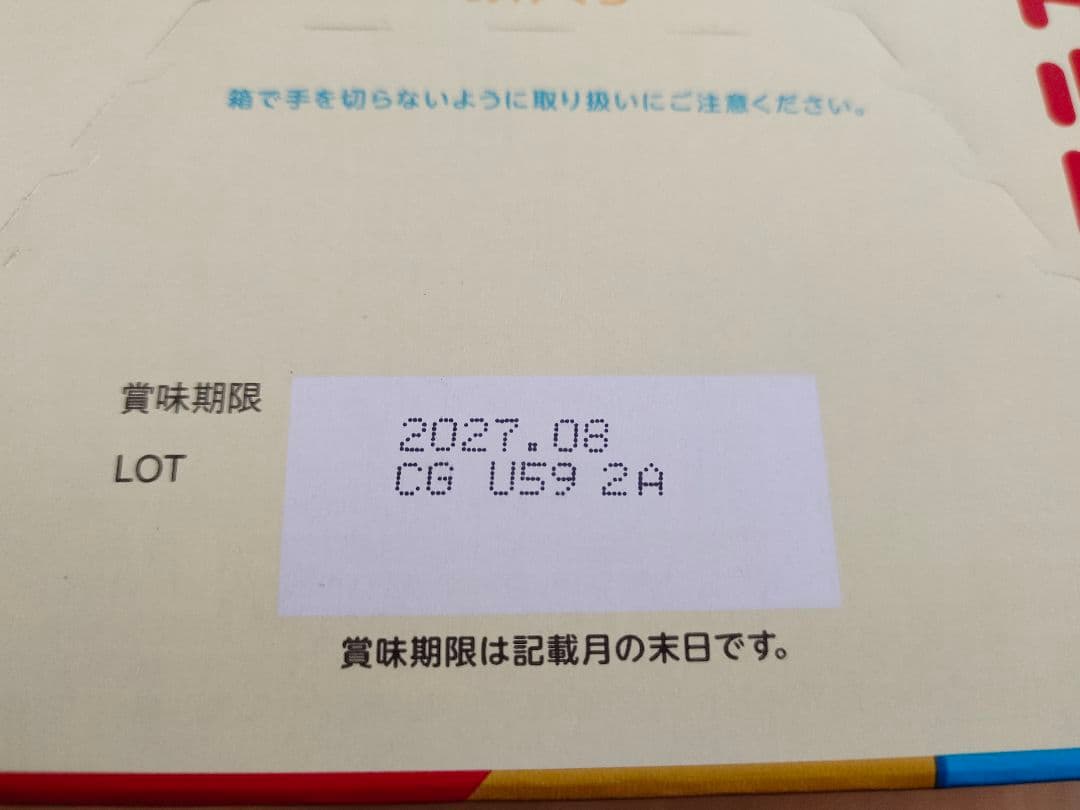 箱で手を切らないように取り扱いにご注意ください。
賞味期限
2027.08
LOT
CG U59 2A
賞味期限は記載月の末日です。